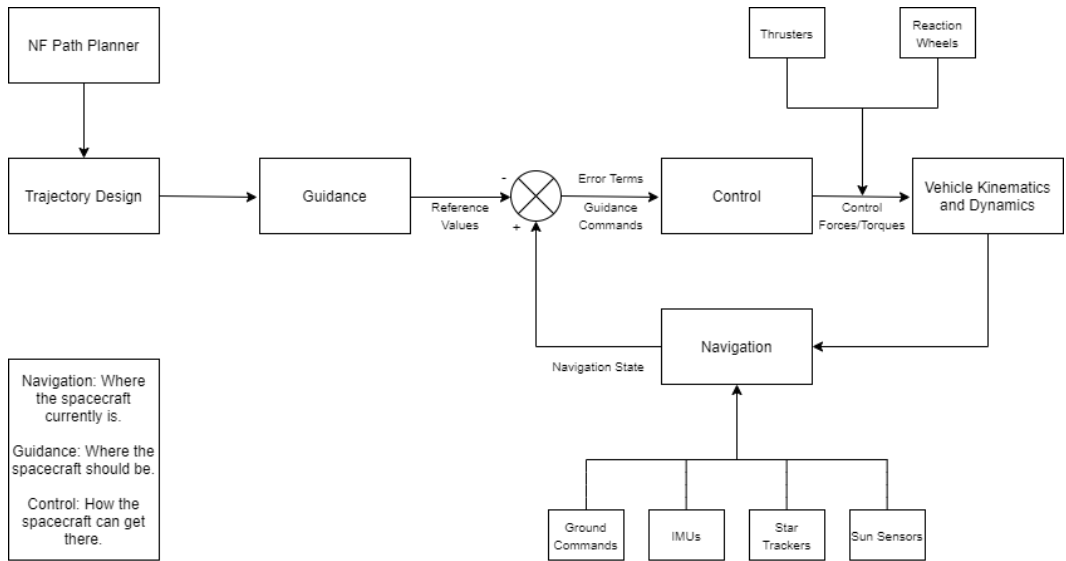 NF Path Planner
Thrusters
Reaction
Wheels
Trajectory Design
Guidance
Reference
Values
-
+
Error Terms
Guidance
Commands
Control
Control
Forces/Torques
Vehicle Kinematics
and Dynamics
Navigation
Navigation State
Navigation: Where
the spacecraft
currently is.
Guidance: Where the
spacecraft should be.
Control: How the
spacecraft can get
there.
Ground
Commands
IMUs
Star
Trackers
Sun Sensors